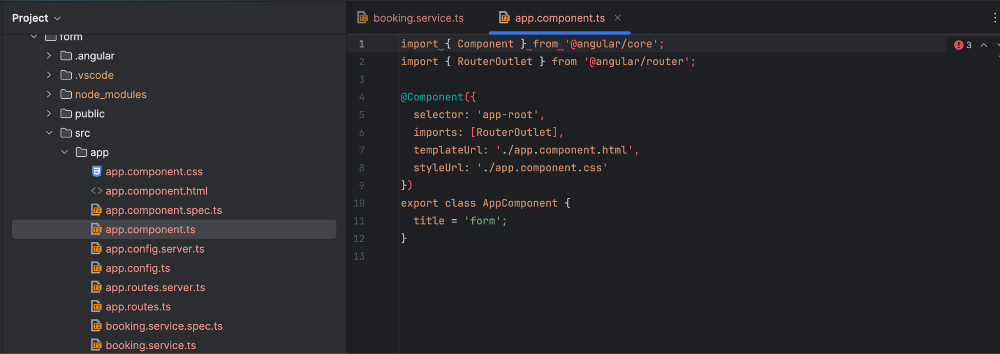 Project
form
.angular
.vscode
node_modules
public
src
app
app.component.css
app.component.html
app.component.spec.ts
app.component.ts
app.config.server.ts
app.config.ts
app.routes.server.ts
app.routes.ts
booking.service.spec.ts
booking.service.ts
booking.service.ts
app.component.ts
3
1 import { Component } from '@angular/core';
2 import { RouterOutlet } from '@angular/router';
3
4 @Component({
5   selector: 'app-root',
6   imports: [RouterOutlet],
7   templateUrl: './app.component.html',
8   styleUrl: './app.component.css'
9 })
10 export class AppComponent {
11   title = 'form';
12 }
13